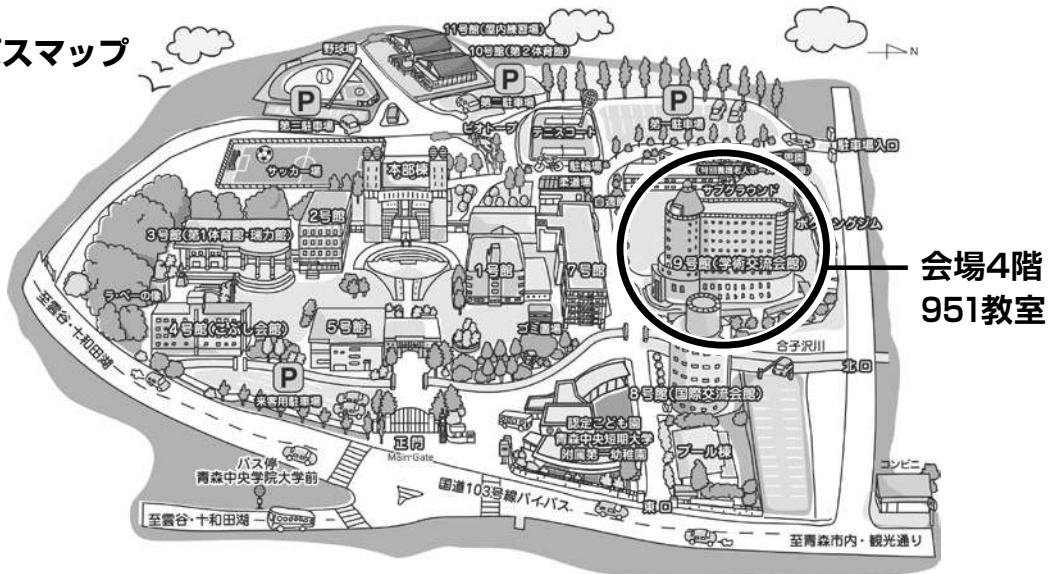 パスマップ
11号館(屋内練習場)
10号館(第2体育館)
野球場
P
P
P
第三駐車場
第二駐車場
第一駐車場
N
ビオトープ
テニスコート
駐車場入口
サッカー場
本部棟
駐輪場
柔道場
サブグラウンド
ボクシングジム
2号館
3号館(第1体育館・瑞力館)
1号館
7号館
9号館(学術交流会館)
会場4階
951教室
ラ・ペーの像
4号館(こぶし会館)
5号館
ゴミ置場
合子沢川
北口
至雲谷・十和田湖
P
来客用駐車場
8号館(国際交流会館)
正門
Main Gate
認定こども園
青森中央短期大学
附属第一幼稚園
プール棟
コンビニ
バス停
青森中央学院大学前
国道103号線バイパス
東口
至雲谷・十和田湖
至青森市内・観光通り